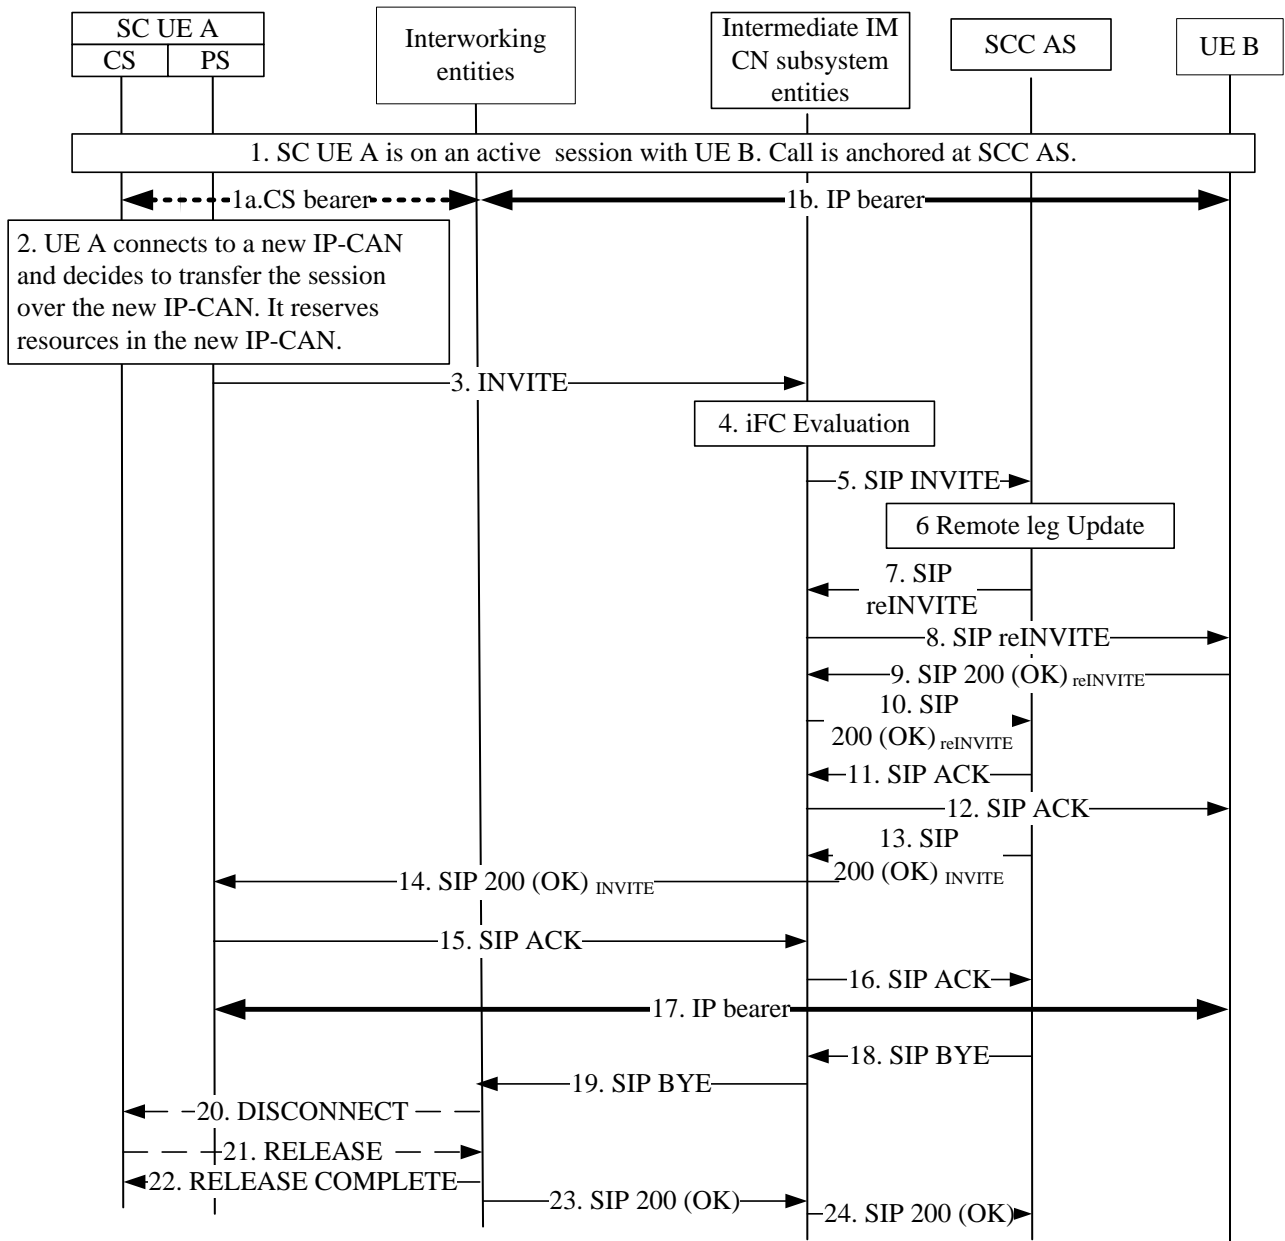 SC UE A
CS PS
Interworking
entities
Intermediate IM
CN subsystem
entities
SCC AS
UE B
1. SC UE A is on an active session with UE B. Call is anchored at SCC AS.
1a.CS bearer
1b. IP bearer
2. UE A connects to a new IP-CAN
and decides to transfer the session
over the new IP-CAN. It reserves
resources in the new IP-CAN.
3. INVITE
4. iFC Evaluation
5. SIP INVITE
6 Remote leg Update
7. SIP
reINVITE
8. SIP reINVITE
9. SIP 200 (OK) reINVITE
10. SIP
200 (OK) reINVITE
11. SIP ACK
12. SIP ACK
13. SIP
200 (OK) INVITE
14. SIP 200 (OK) INVITE
15. SIP ACK
16. SIP ACK
17. IP bearer
18. SIP BYE
19. SIP BYE
20. DISCONNECT
21. RELEASE
22. RELEASE COMPLETE
23. SIP 200 (OK)
24. SIP 200 (OK)